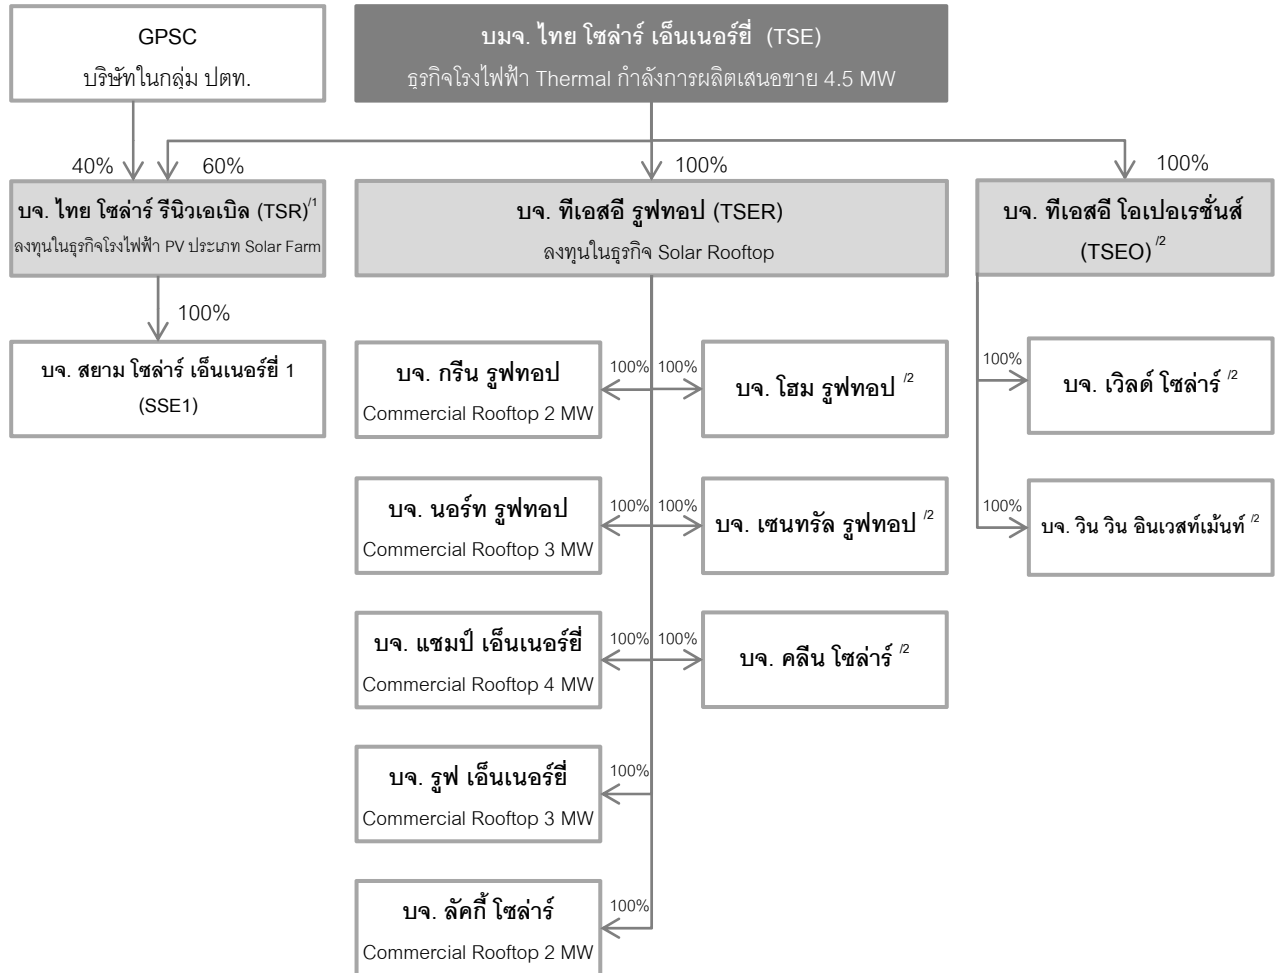 GPSC
บริษัทในกลุ่ม ปตท.
บมจ. ไทย โซล่าร์ เอ็นเนอร์ยี่ (TSE)
ธุรกิจโรงไฟฟ้า Thermal กำลังการผลิตเสนอขาย 4.5 MW
40%
60%
100%
100%
บจ. ไทย โซล่าร์ รีนิวเอเบิล (TSR)/1
ลงทุนในธุรกิจโรงไฟฟ้า PV ประเภท Solar Farm
บจ. ทีเอสอี รูฟทอป (TSER)
ลงทุนในธุรกิจ Solar Rooftop
บจ. ทีเอสอี โอเปอเรชั่นส์
(TSEO) /2
100%
บจ. สยาม โซล่าร์ เอ็นเนอร์ยี่ 1
(SSE1)
บจ. กรีน รูฟทอป
Commercial Rooftop 2 MW
100%
100%
บจ. โฮม รูฟทอป /2
100%
บจ. เวิลด์ โซล่าร์ /2
บจ. นอร์ท รูฟทอป
Commercial Rooftop 3 MW
100%
100%
บจ. เซนทรัล รูฟทอป /2
100%
บจ. วิน วิน อินเวสท์เม้นท์ /2
บจ. แชมป์ เอ็นเนอร์ยี่
Commercial Rooftop 4 MW
100%
100%
บจ. คลีน โซล่าร์ /2
บจ. รูฟ เอ็นเนอร์ยี่
Commercial Rooftop 3 MW
100%
บจ. ลัคกี้ โซล่าร์
Commercial Rooftop 2 MW
100%